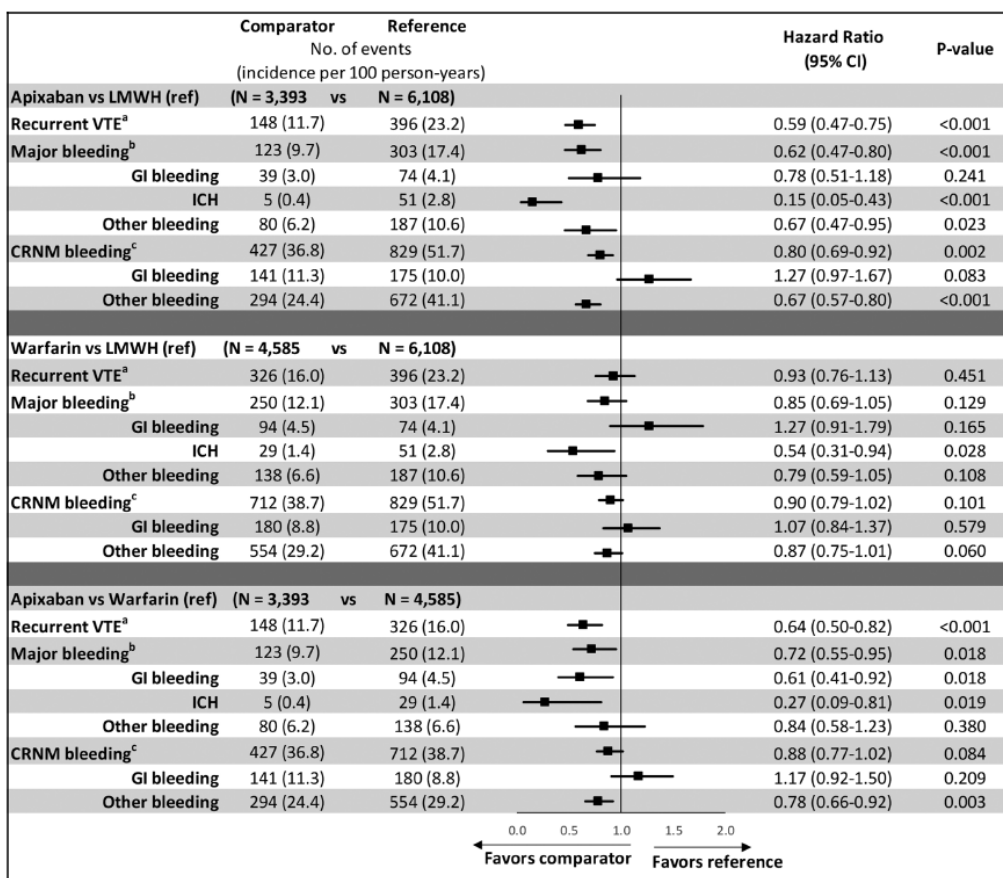 Comparator Reference
No. of events
(incidence per 100 person-years)
Hazard Ratio
(95% CI)
P-value
Apixaban vs LMWH (ref) (N = 3,393 vs N = 6,108)
Recurrent VTEᵃ 148 (11.7) 396 (23.2) 0.59 (0.47-0.75) <0.001
Major bleedingᵇ 123 (9.7) 303 (17.4) 0.62 (0.47-0.80) <0.001
GI bleeding 39 (3.0) 74 (4.1) 0.78 (0.51-1.18) 0.241
ICH 5 (0.4) 51 (2.8) 0.15 (0.05-0.43) <0.001
Other bleeding 80 (6.2) 187 (10.6) 0.67 (0.47-0.95) 0.023
CRNM bleedingᶜ 427 (36.8) 829 (51.7) 0.80 (0.69-0.92) 0.002
GI bleeding 141 (11.3) 175 (10.0) 1.27 (0.97-1.67) 0.083
Other bleeding 294 (24.4) 672 (41.1) 0.67 (0.57-0.80) <0.001
Warfarin vs LMWH (ref) (N = 4,585 vs N = 6,108)
Recurrent VTEᵃ 326 (16.0) 396 (23.2) 0.93 (0.76-1.13) 0.451
Major bleedingᵇ 250 (12.1) 303 (17.4) 0.85 (0.69-1.05) 0.129
GI bleeding 94 (4.5) 74 (4.1) 1.27 (0.91-1.79) 0.165
ICH 29 (1.4) 51 (2.8) 0.54 (0.31-0.94) 0.028
Other bleeding 138 (6.6) 187 (10.6) 0.79 (0.59-1.05) 0.108
CRNM bleedingᶜ 712 (38.7) 829 (51.7) 0.90 (0.79-1.02) 0.101
GI bleeding 180 (8.8) 175 (10.0) 1.07 (0.84-1.37) 0.579
Other bleeding 554 (29.2) 672 (41.1) 0.87 (0.75-1.01) 0.060
Apixaban vs Warfarin (ref) (N = 3,393 vs N = 4,585)
Recurrent VTEᵃ 148 (11.7) 326 (16.0) 0.64 (0.50-0.82) <0.001
Major bleedingᵇ 123 (9.7) 250 (12.1) 0.72 (0.55-0.95) 0.018
GI bleeding 39 (3.0) 94 (4.5) 0.61 (0.41-0.92) 0.018
ICH 5 (0.4) 29 (1.4) 0.27 (0.09-0.81) 0.019
Other bleeding 80 (6.2) 138 (6.6) 0.84 (0.58-1.23) 0.380
CRNM bleedingᶜ 427 (36.8) 712 (38.7) 0.88 (0.77-1.02) 0.084
GI bleeding 141 (11.3) 180 (8.8) 1.17 (0.92-1.50) 0.209
Other bleeding 294 (24.4) 554 (29.2) 0.78 (0.66-0.92) 0.003
0.0 0.5 1.0 1.5 2.0
Favors comparator Favors reference